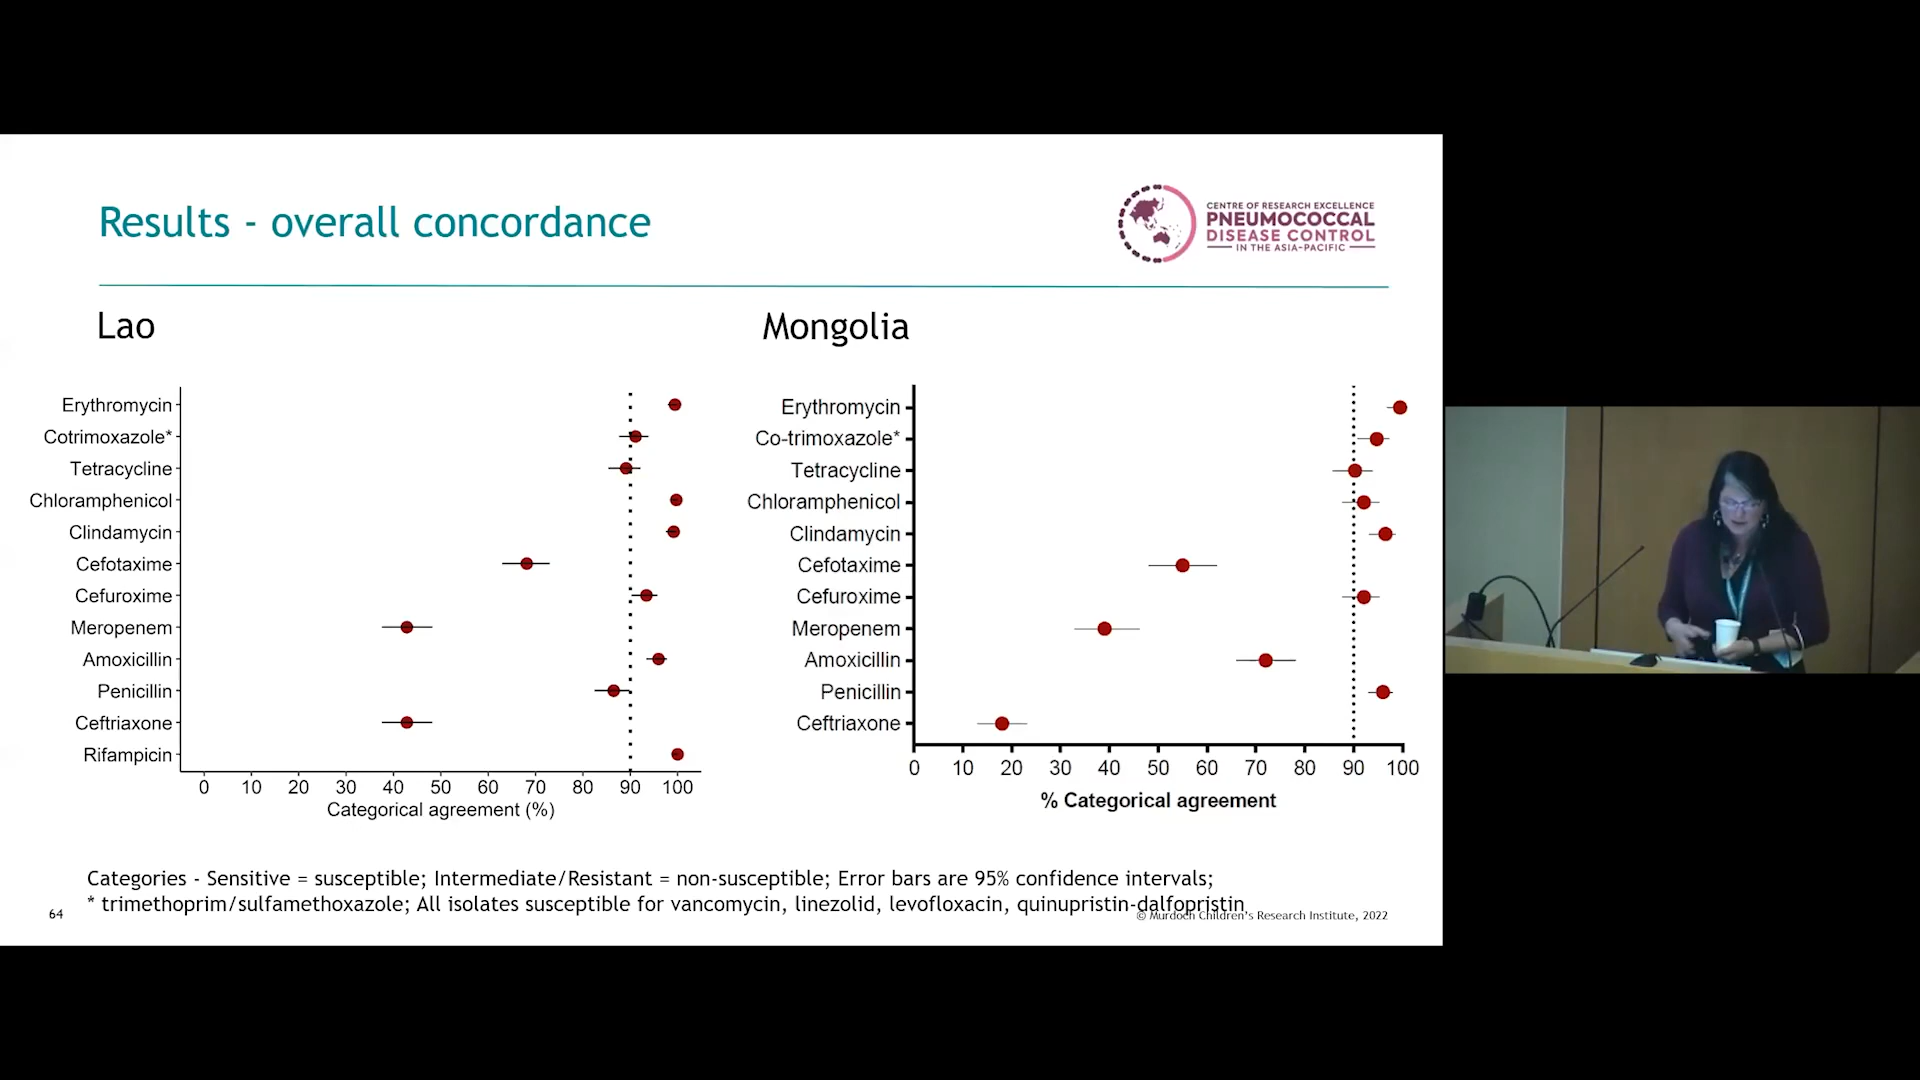 Results - overall concordance
CENTRE OF RESEARCH EXCELLENCE
PNEUMOCOCCAL
DISEASE CONTROL
IN THE ASIA-PACIFIC
Lao
Erythromycin
Cotrimoxazole*
Tetracycline
Chloramphenicol
Clindamycin
Cefotaxime
Cefuroxime
Meropenem
Amoxicillin
Penicillin
Ceftriaxone
Rifampicin
0 10 20 30 40 50 60 70 80 90 100
Categorical agreement (%)
Mongolia
Erythromycin
Co-trimoxazole*
Tetracycline
Chloramphenicol
Clindamycin
Cefotaxime
Cefuroxime
Meropenem
Amoxicillin
Penicillin
Ceftriaxone
0 10 20 30 40 50 60 70 80 90 100
% Categorical agreement
Categories - Sensitive = susceptible; Intermediate/Resistant = non-susceptible; Error bars are 95% confidence intervals;
* trimethoprim/sulfamethoxazole; All isolates susceptible for vancomycin, linezolid, levofloxacin, quinupristin-dalfopristin
64
© Murdoch Children's Research Institute, 2022